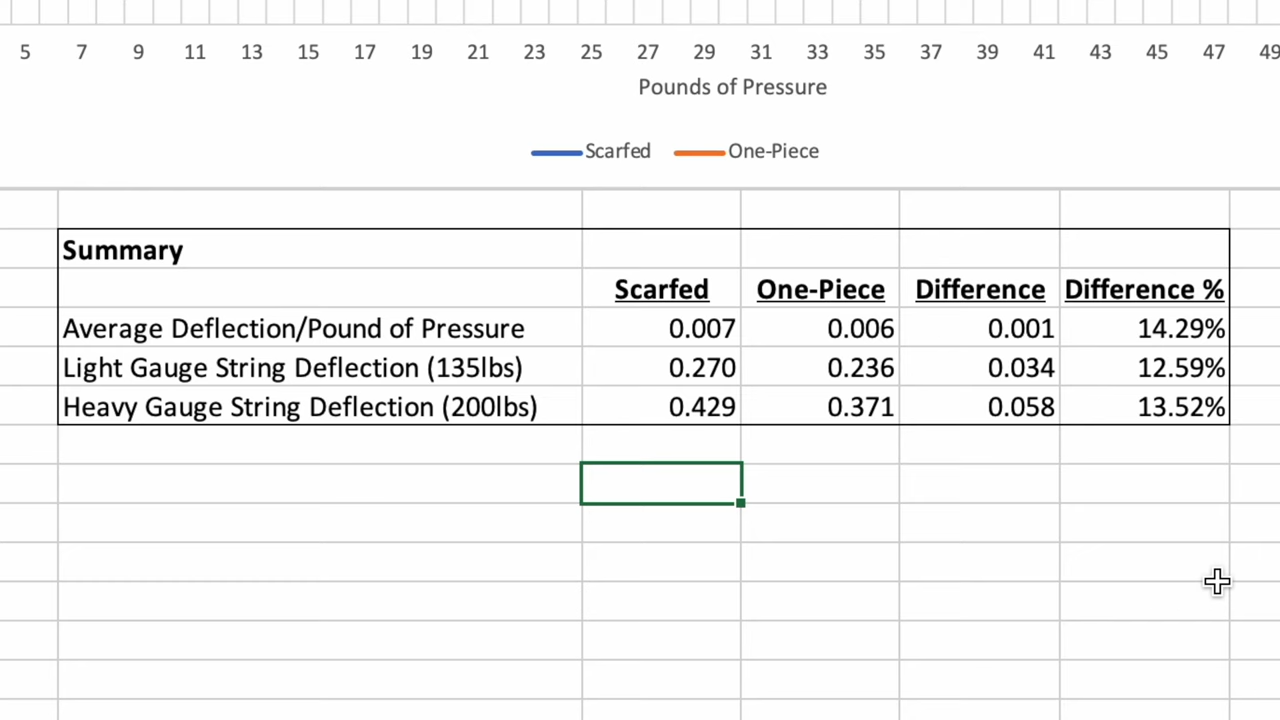 5 7 9 11 13 15 17 19 21 23 25 27 29 31 33 35 37 39 41 43 45 47 49
Pounds of Pressure
Scarfed One-Piece
Summary
Scarfed One-Piece Difference Difference %
Average Deflection/Pound of Pressure 0.007 0.006 0.001 14.29%
Light Gauge String Deflection (135lbs) 0.270 0.236 0.034 12.59%
Heavy Gauge String Deflection (200lbs) 0.429 0.371 0.058 13.52%